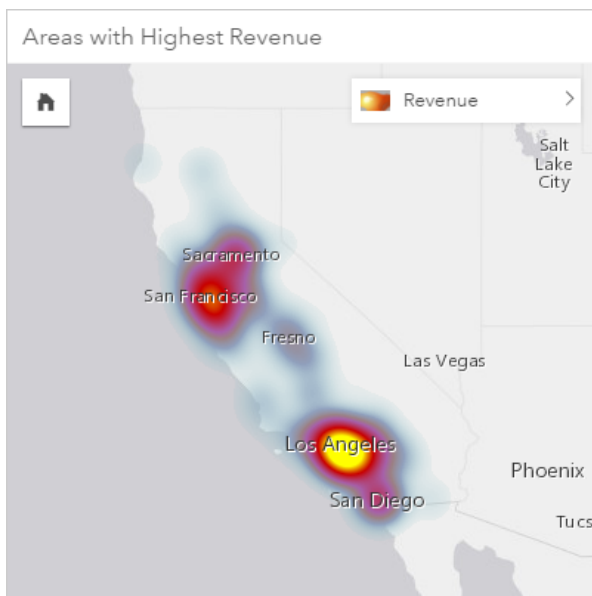 Areas with Highest Revenue
Revenue
Salt
Lake
City
Sacramento
San Francisco
Fresno
Las Vegas
Los Angeles
Phoenix
San Diego
Tucs